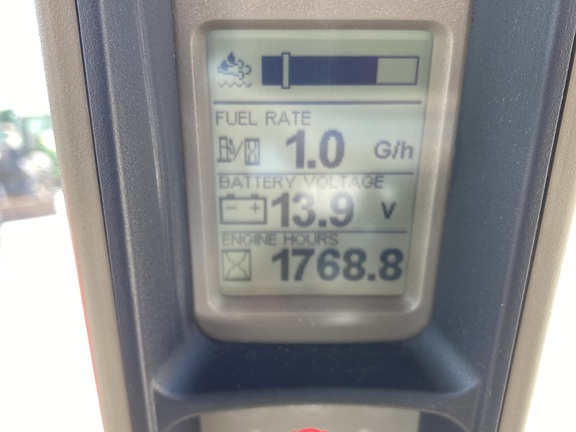 FUEL RATE
1.0 G/h
BATTERY VOLTAGE
13.9 V
ENGINE HOURS
1768.8